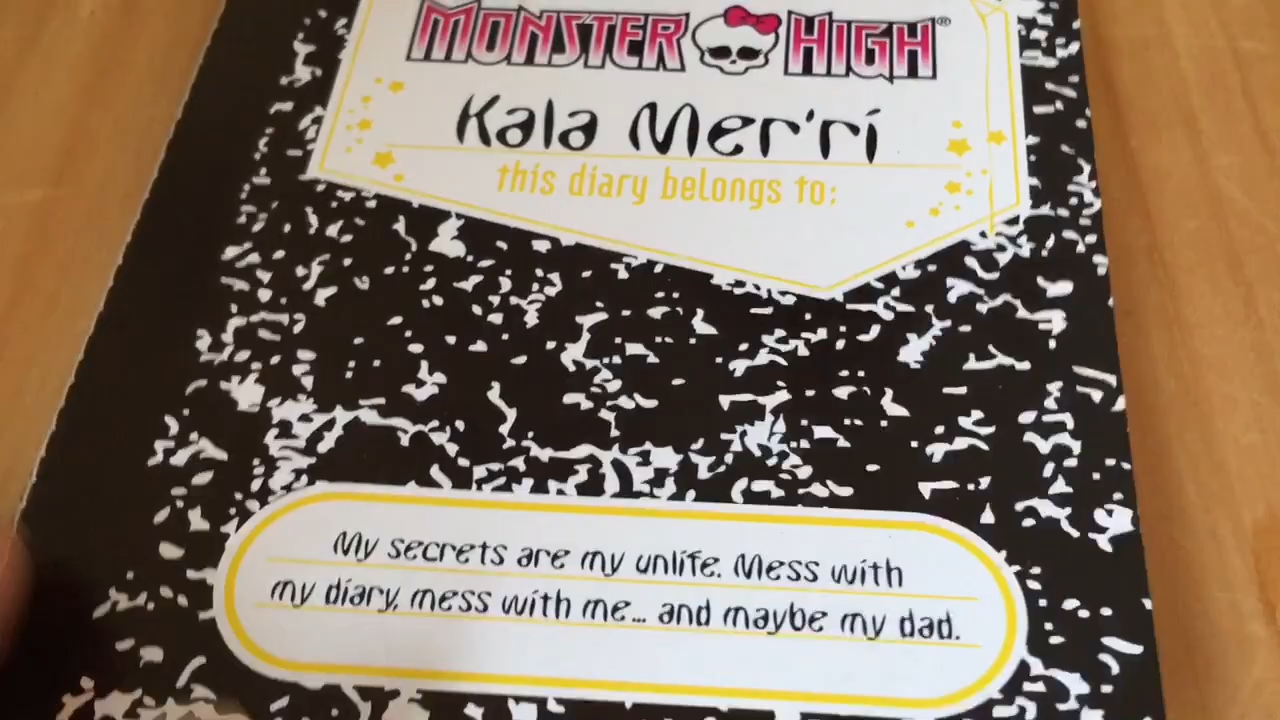 MONSTER HIGH®
Kala Mer'ri
this diary belongs to:
My secrets are my unlife. Mess with
my diary, mess with me... and maybe my dad.